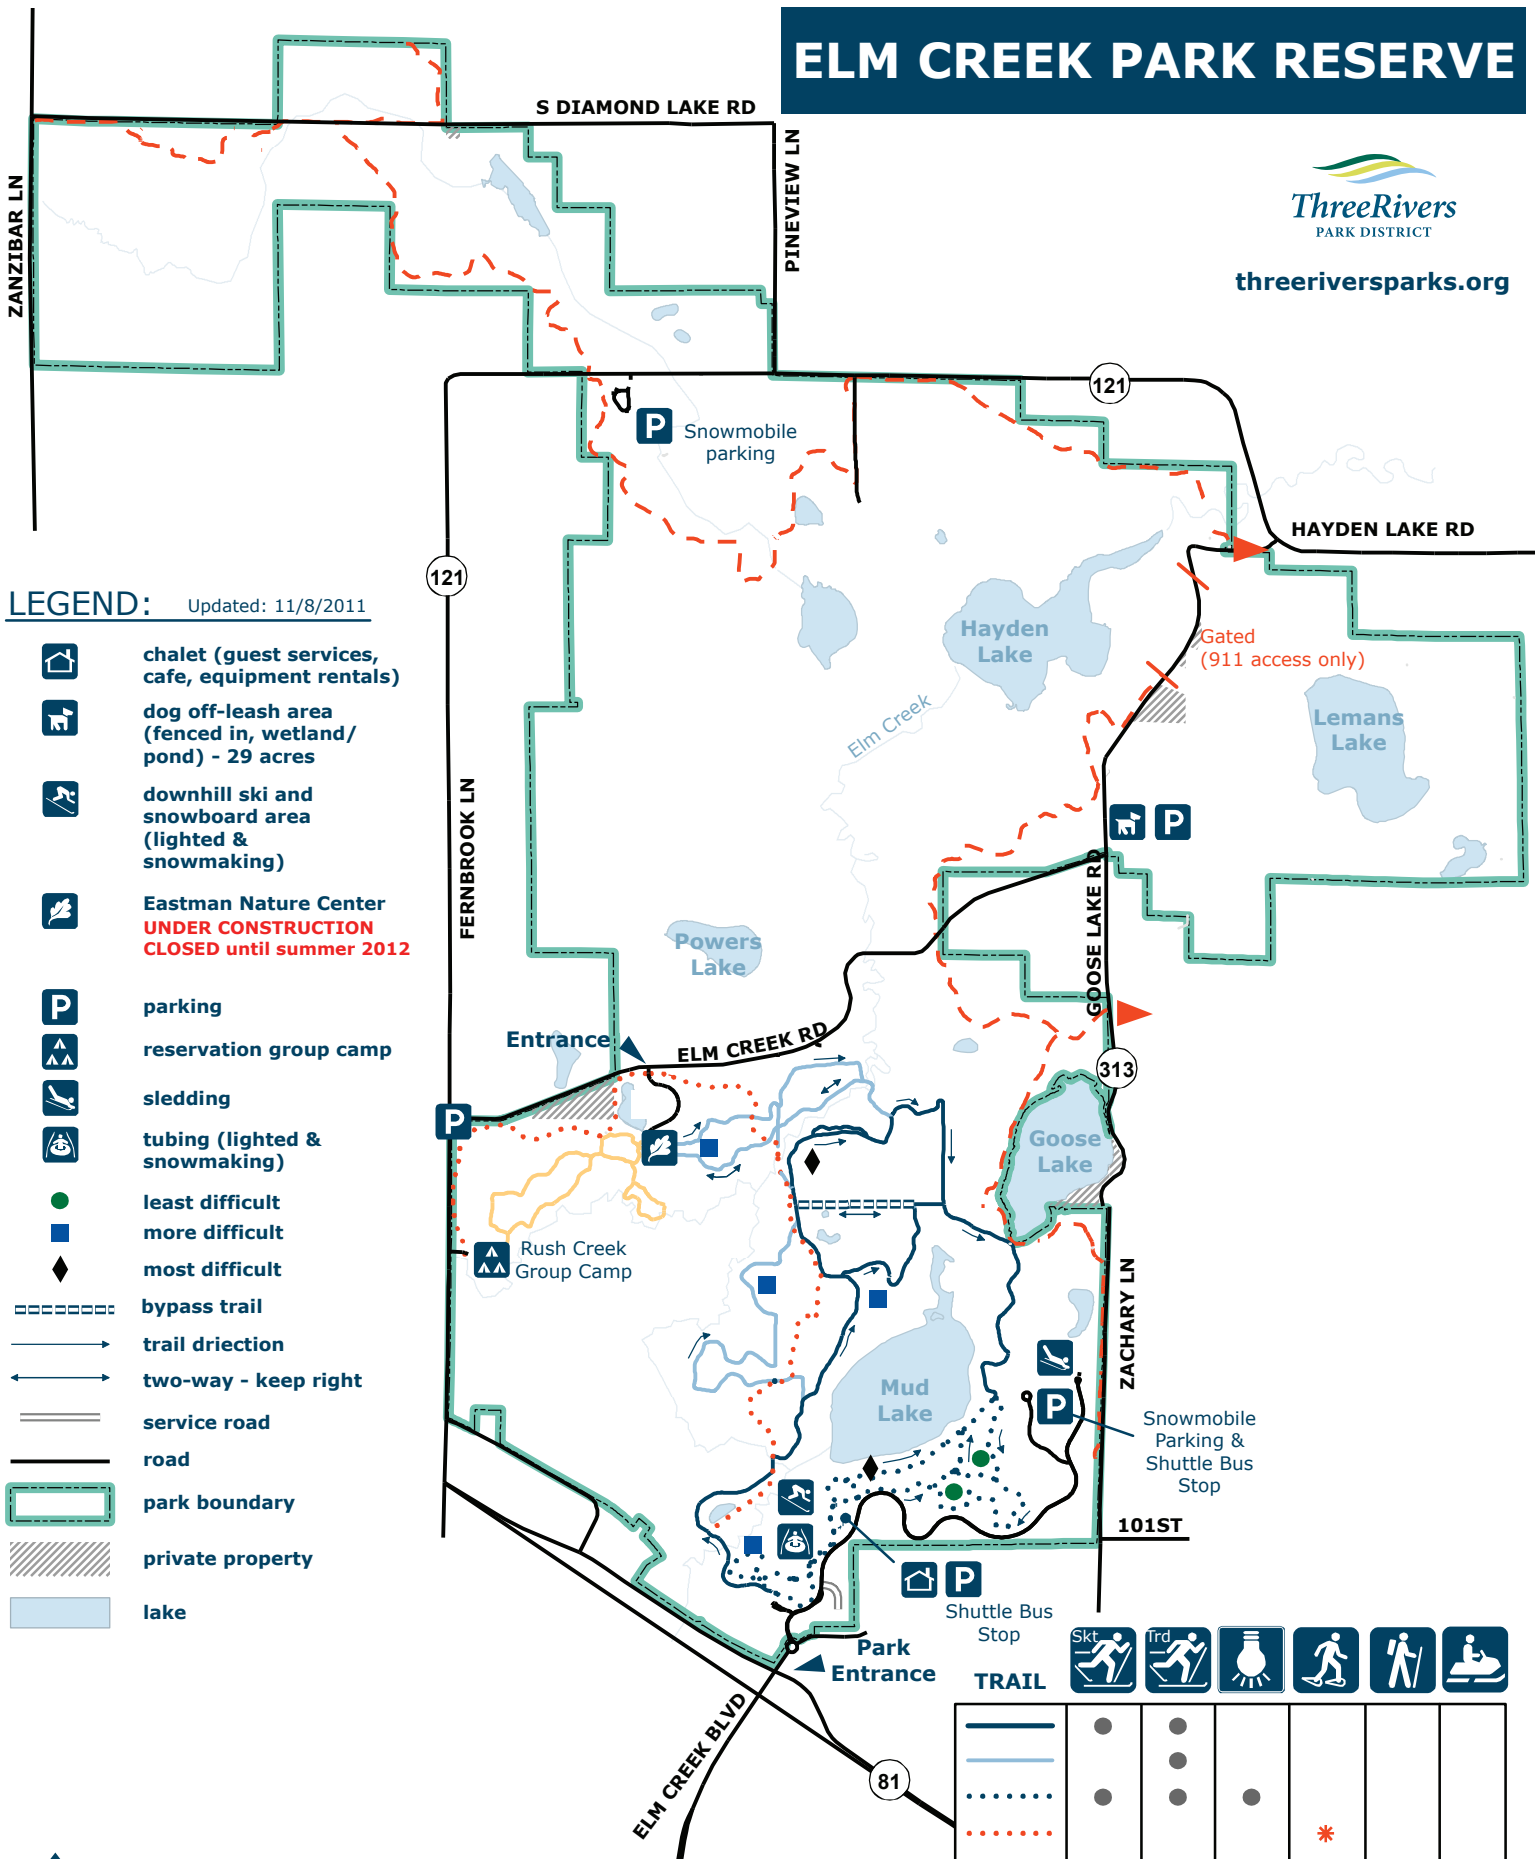 ELM CREEK PARK RESERVE
S DIAMOND LAKE RD
PINEVIEW LN
ZANZIBAR LN
ThreeRivers
PARK DISTRICT
threeriversparks.org
121
P
Snowmobile
parking
HAYDEN LAKE RD
121
LEGEND:
Updated: 11/8/2011
chalet (guest services,
cafe, equipment rentals)
dog off-leash area
(fenced in, wetland/
pond) - 29 acres
downhill ski and
snowboard area
(lighted &
snowmaking)
Eastman Nature Center
UNDER CONSTRUCTION
CLOSED until summer 2012
P
parking
reservation group camp
sledding
tubing (lighted &
snowmaking)
least difficult
more difficult
most difficult
bypass trail
trail driection
two-way - keep right
service road
road
park boundary
private property
lake
Hayden
Lake
Gated
(911 access only)
Lemans
Lake
Elm Creek
FERNBROOK LN
P
GOOSE LAKE RD
Powers
Lake
Entrance
ELM CREEK RD
313
P
Goose
Lake
Rush Creek
Group Camp
ZACHARY LN
Mud
Lake
P
Snowmobile
Parking &
Shuttle Bus
Stop
101ST
P
Shuttle Bus
Stop
Park
Entrance
ELM CREEK BLVD
81
TRAIL
Skt
Trd